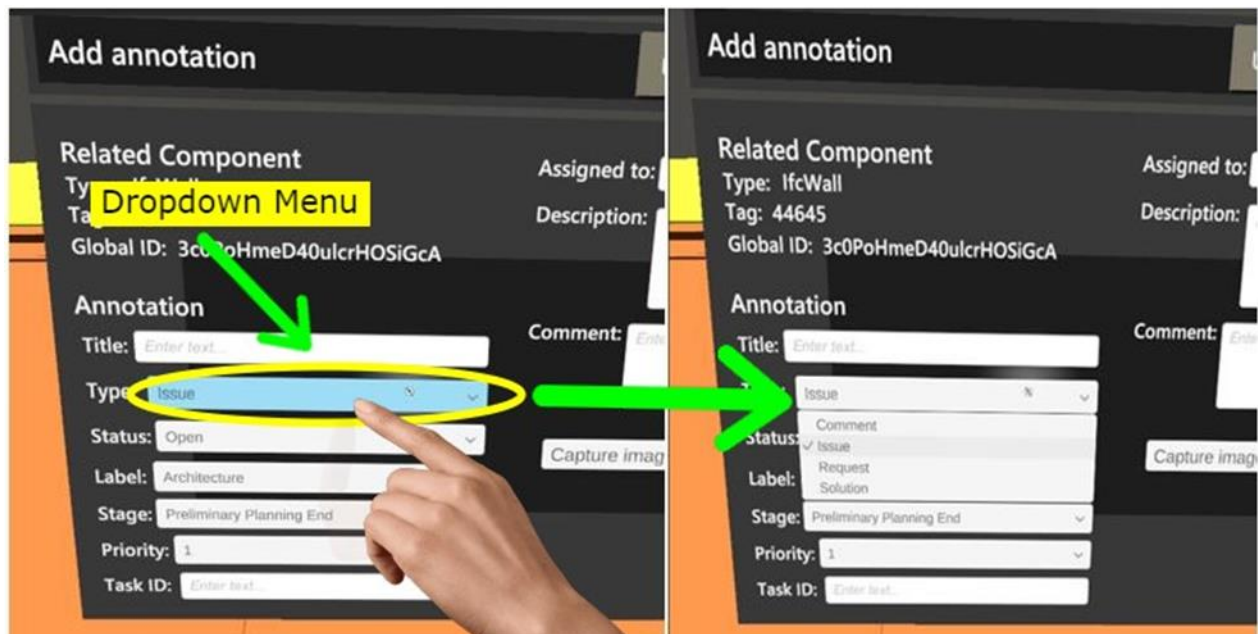 Add annotation
Related Component
Dropdown Menu
Global ID: 3c0PoHmeD40ulcrHOSiGcA
Assigned to:
Description:
Annotation
Title: Enter text...
Type Issue
Status: Open
Label: Architecture
Stage: Preliminary Planning End
Priority: 1
Task ID: Enter text...
Comment:
Capture imag
Add annotation
Related Component
Type: IfcWall
Tag: 44645
Global ID: 3c0PoHmeD40ulcrHOSiGcA
Assigned to:
Description:
Annotation
Title: Enter text...
Issue
Comment
Status: Issue
Request
Label:
Solution
Stage: Preliminary Planning End
Priority: 1
Task ID: Enter text...
Comment:
Capture imag